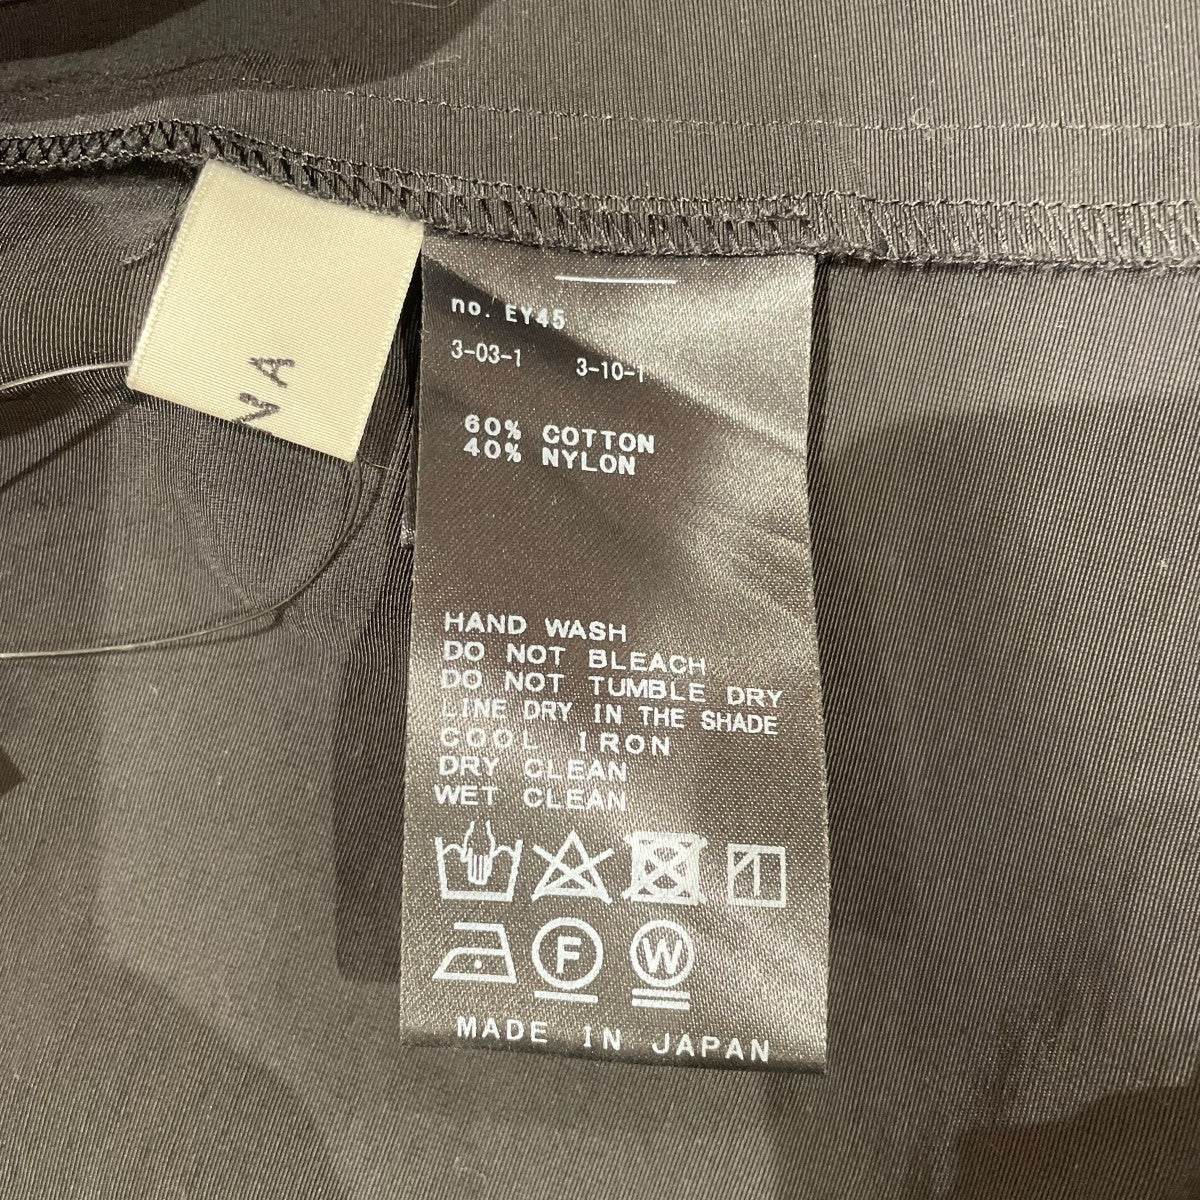 no. EY45
3-03-1 3-10-1
60% COTTON
40% NYLON
HAND WASH
DO NOT BLEACH
DO NOT TUMBLE DRY
LINE DRY IN THE SHADE
COOL IRON
DRY CLEAN
WET CLEAN
F W
MADE IN JAPAN